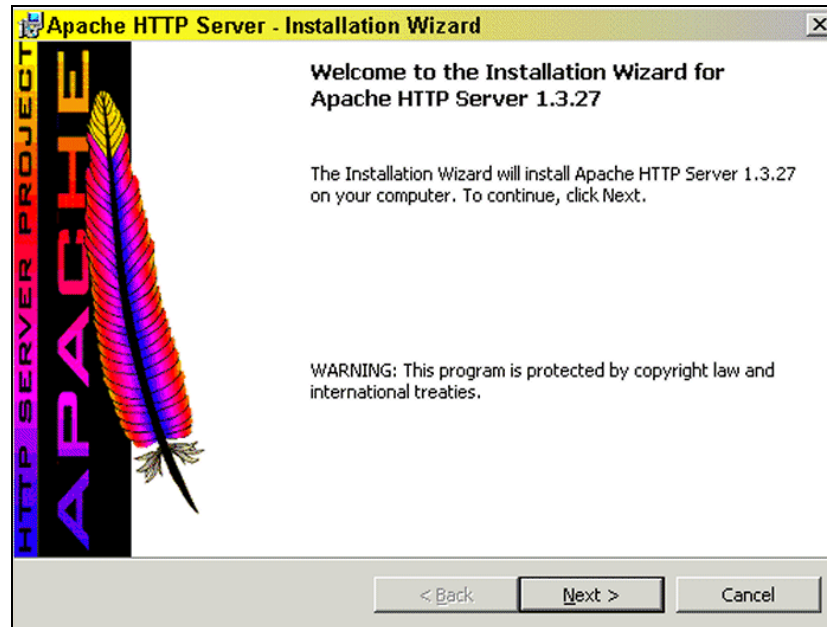 Apache HTTP Server - Installation Wizard
HTTP SERVER PROJECT
APACHE
Welcome to the Installation Wizard for
Apache HTTP Server 1.3.27
The Installation Wizard will install Apache HTTP Server 1.3.27
on your computer. To continue, click Next.
WARNING: This program is protected by copyright law and
international treaties.
< Back
Next >
Cancel